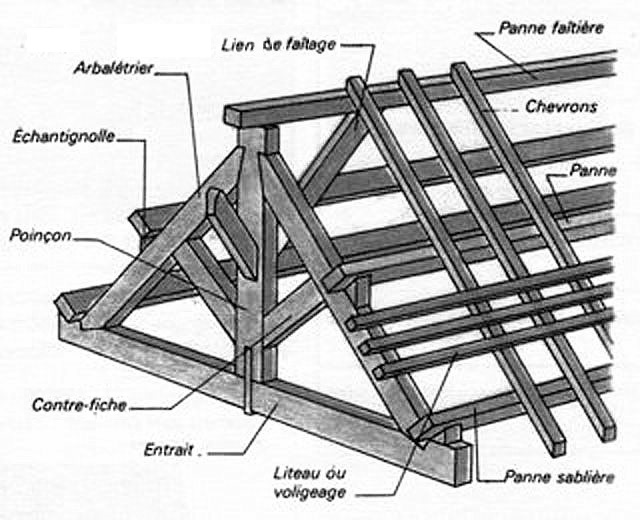 Panne faîtière
Lien de faîtage
Arbalétrier
Chevrons
Échantignolle
Panne
Poinçon
Contre-fiche
Entrait
Liteau ou
voligeage
Panne sablière